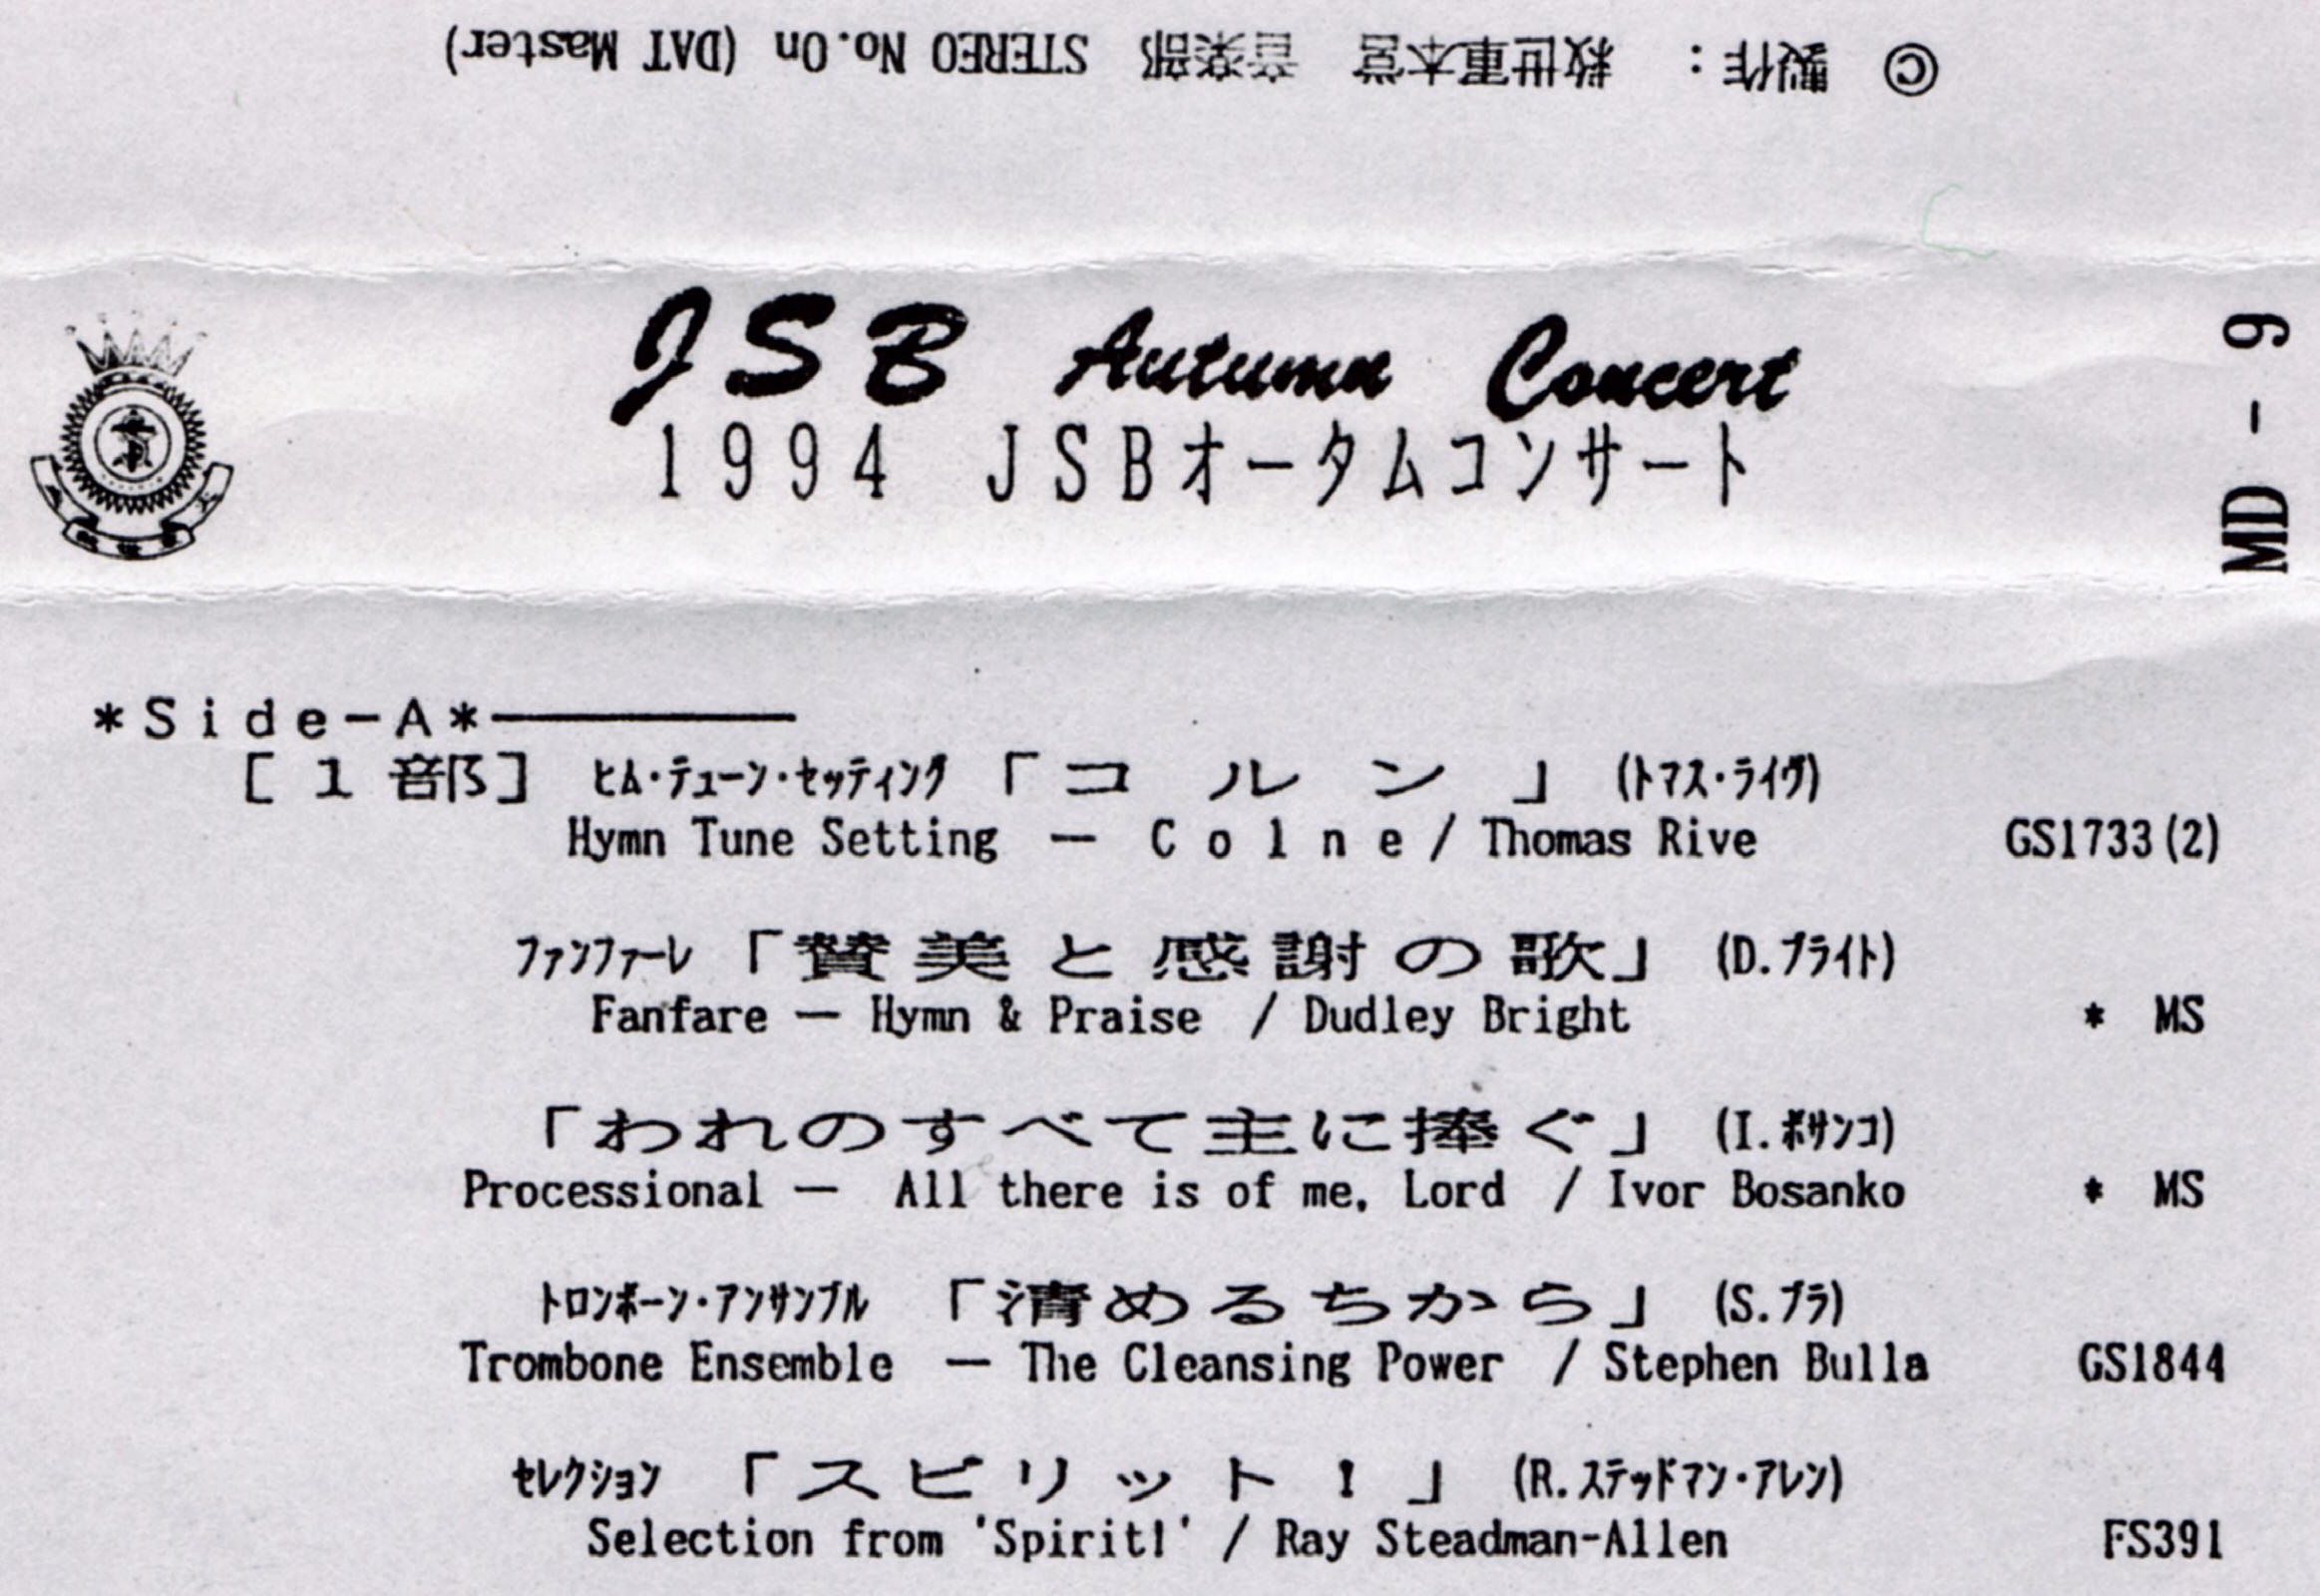 © 製作： 救世軍本営 音楽部 STEREO No.On (DAT Master)
JSB Autumn Concert
1994 JSBオータムコンサート
MD - 9
*Side-A*————
[1 部] ヒム・テューン・セッティング 「コルン」 (トマス・ライヴ)
Hymn Tune Setting — Colne / Thomas Rive GS1733(2)
ファンファーレ 「賛美と感謝の歌」 (D.ブライト)
Fanfare — Hymn & Praise / Dudley Bright * MS
「われのすべて主に捧ぐ」 (I.ボサンコ)
Processional — All there is of me, Lord / Ivor Bosanko * MS
トロンボーン・アンサンブル 「清めるちから」 (S.ブラ)
Trombone Ensemble — The Cleansing Power / Stephen Bulla GS1844
セレクション 「スピリット！」 (R.ステッドマン・アレン)
Selection from 'Spirit!' / Ray Steadman-Allen FS391